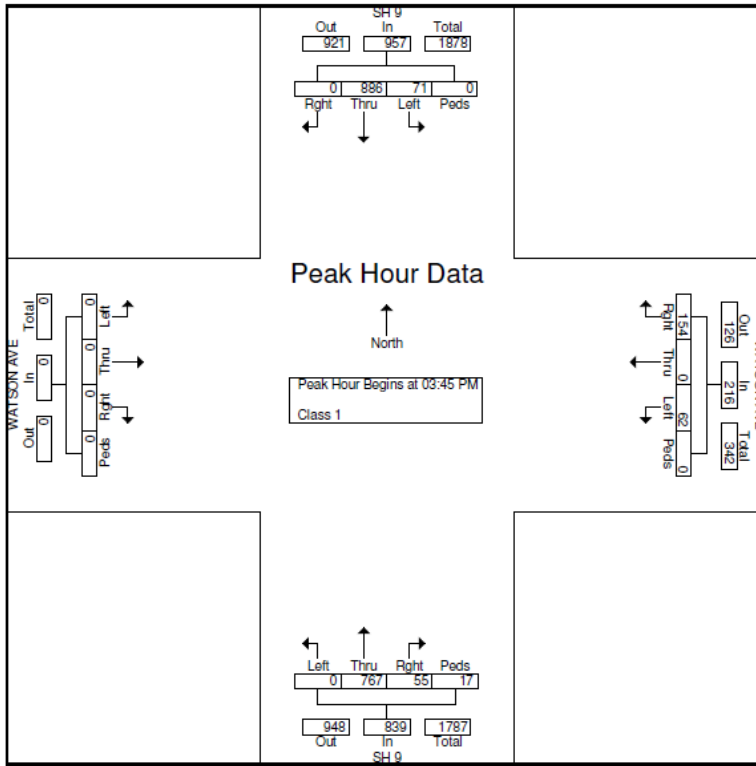 SH 9
Out In Total
921 957 1878
0 886 71 0
Rght Thru Left Peds
Peak Hour Data
North
Peak Hour Begins at 03:45 PM
Class 1
WATSON AVE
Out In Total
0 0 0
0 0 0 0
Peds Rght Thru Left
Out In Total
126 216 342
154 0 62 0
Rght Thru Left Peds
Left Thru Rght Peds
0 767 55 17
948 839 1787
Out In Total
SH 9